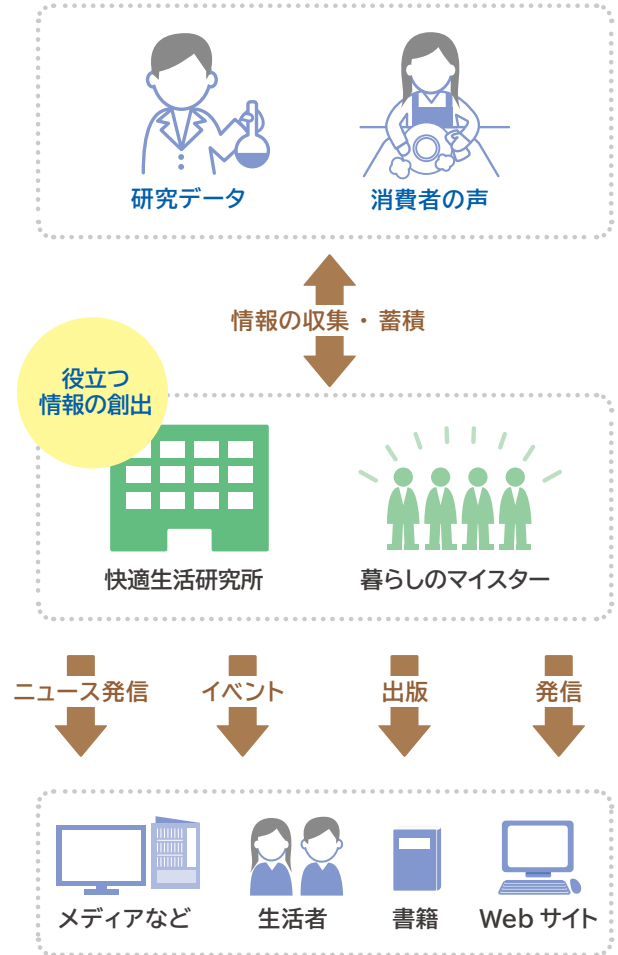 研究データ
消費者の声
情報の収集・蓄積
役立つ
情報の創出
快適生活研究所
暮らしのマイスター
ニュース発信
イベント
出版
発信
メディアなど
生活者
書籍
Web サイト